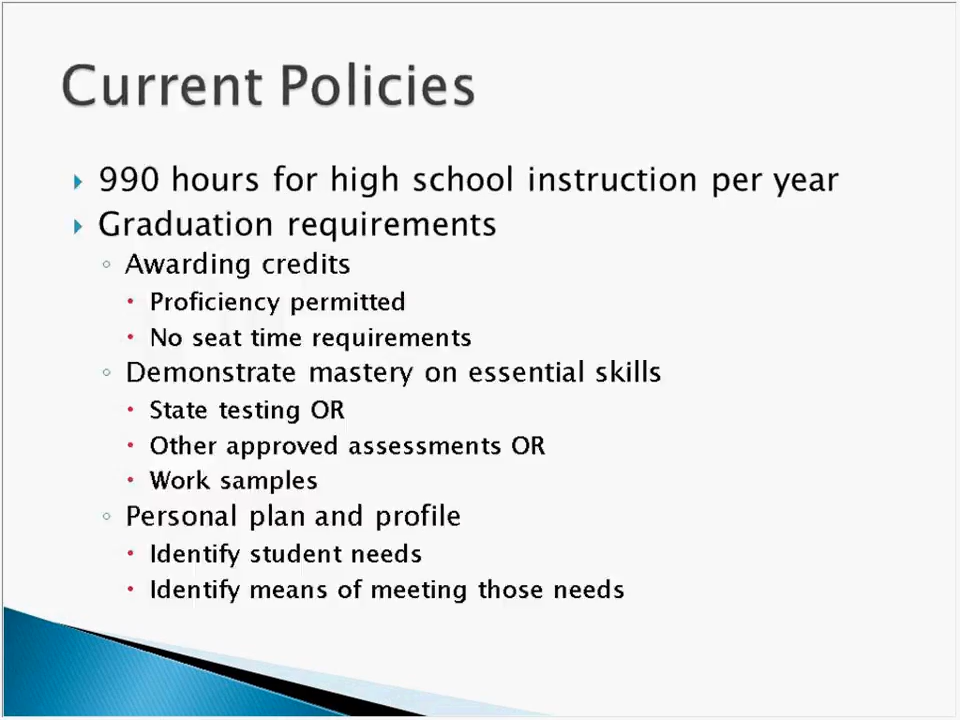 Current Policies
990 hours for high school instruction per year
Graduation requirements
Awarding credits
Proficiency permitted
No seat time requirements
Demonstrate mastery on essential skills
State testing OR
Other approved assessments OR
Work samples
Personal plan and profile
Identify student needs
Identify means of meeting those needs